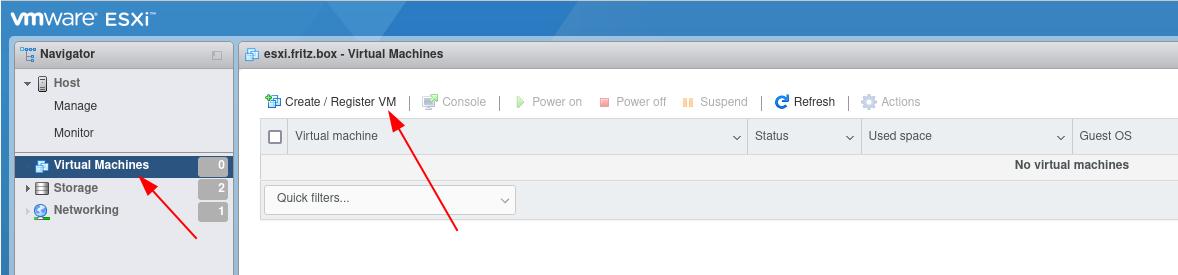 vmware ESXi™
Navigator
esxi.fritz.box - Virtual Machines
Host
Manage
Monitor
Virtual Machines 0
Storage 2
Networking 1
Create / Register VM | Console | Power on Power off Suspend | Refresh | Actions
Virtual machine Status Used space Guest OS
No virtual machines
Quick filters...